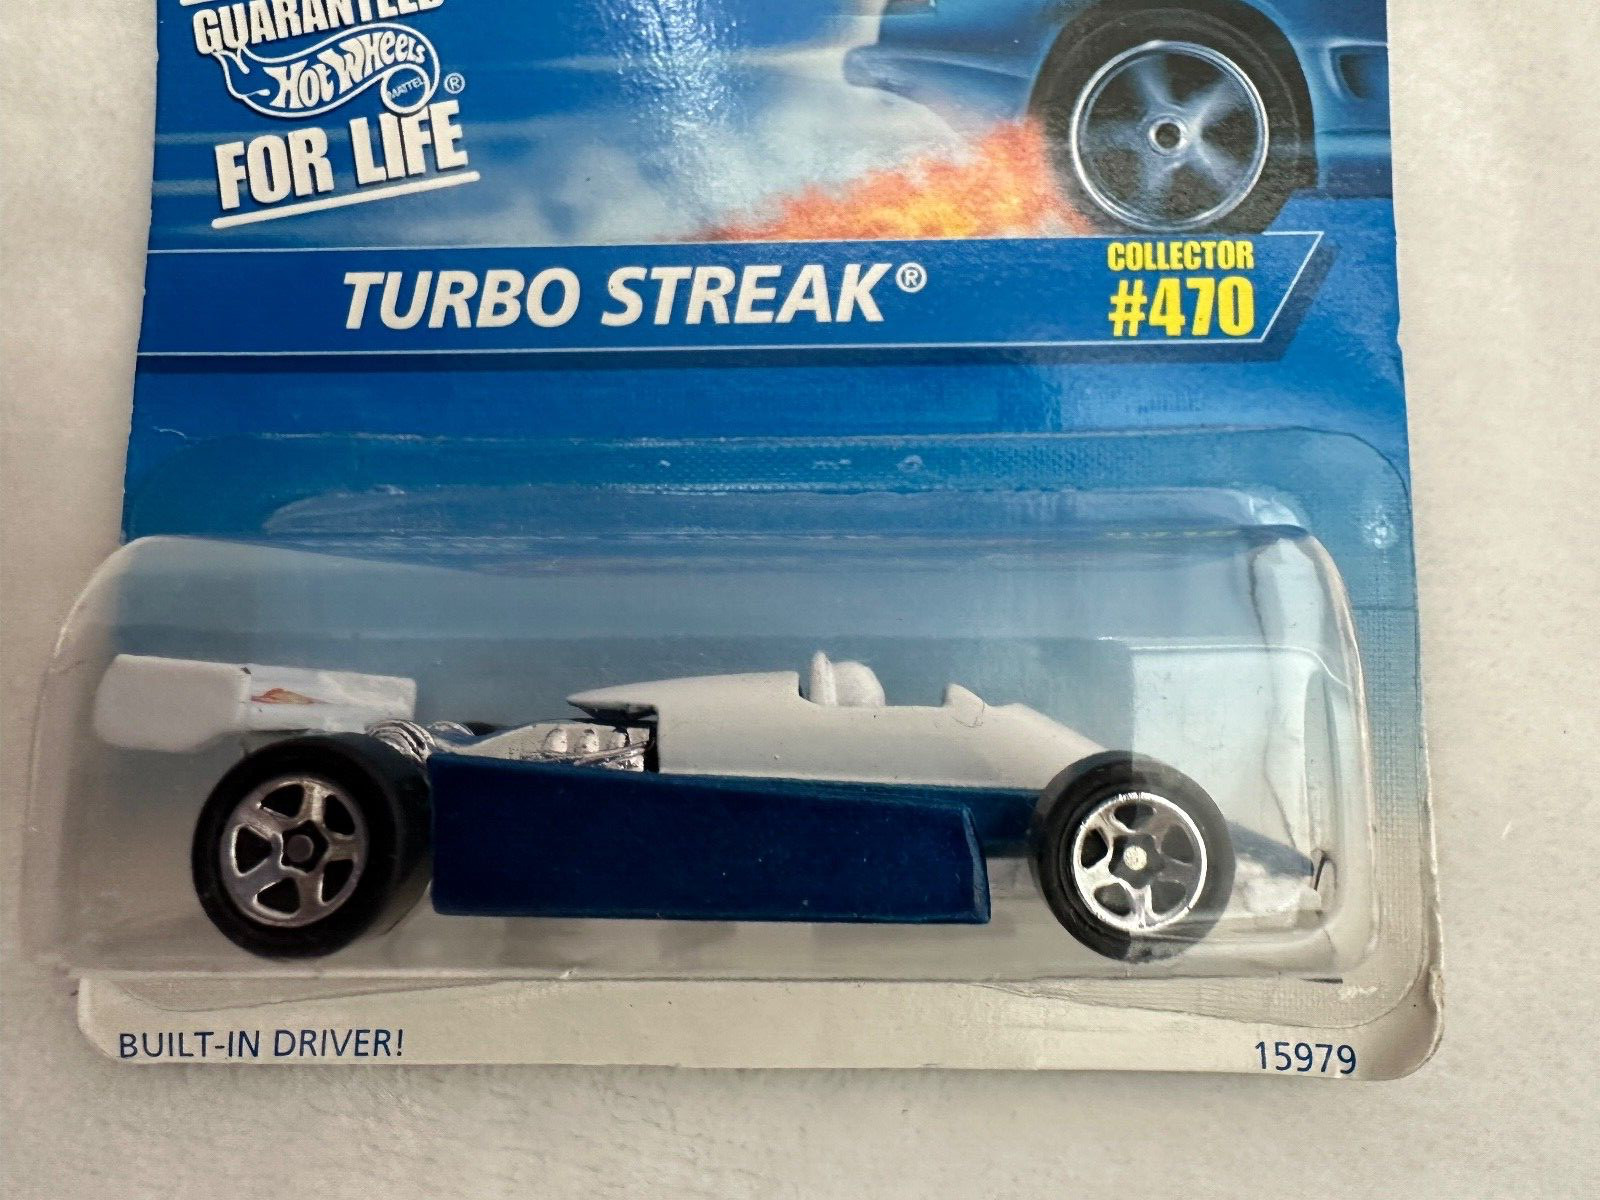 GUARANTEED
Hot Wheels
MATTEL ®
FOR LIFE
TURBO STREAK®
COLLECTOR
#470
BUILT-IN DRIVER!
15979